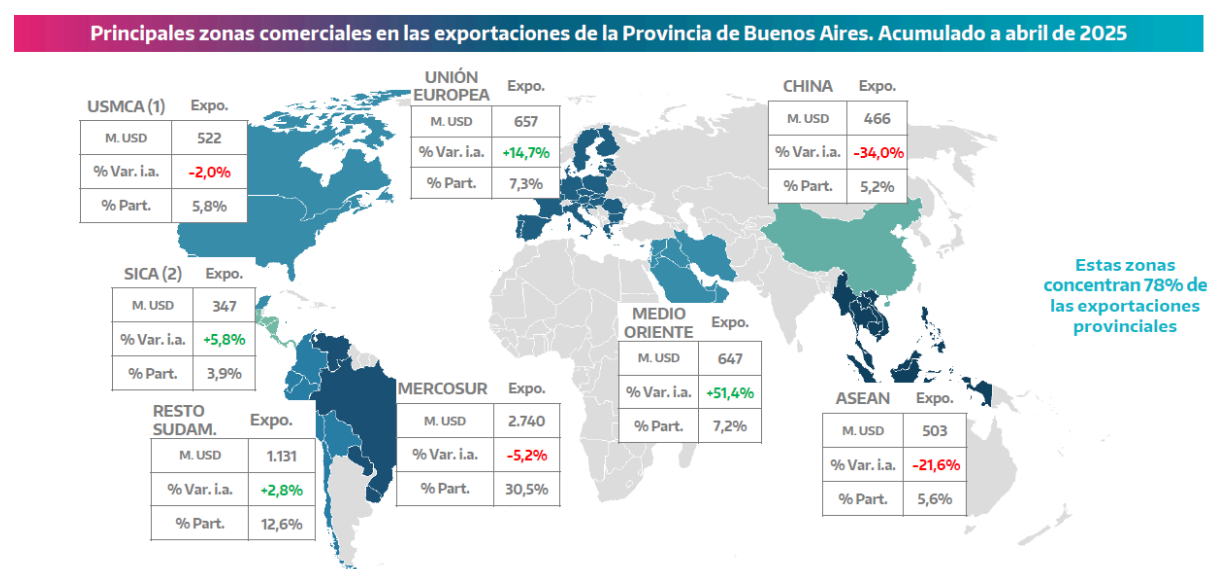 Principales zonas comerciales en las exportaciones de la Provincia de Buenos Aires. Acumulado a abril de 2025
USMCA (1) Expo.
M. USD 522
% Var. i.a. -2,0%
% Part. 5,8%
UNIÓN
EUROPEA Expo.
M. USD 657
% Var. i.a. +14,7%
% Part. 7,3%
CHINA Expo.
M. USD 466
% Var. i.a. -34,0%
% Part. 5,2%
SICA (2) Expo.
M. USD 347
% Var. i.a. +5,8%
% Part. 3,9%
Estas zonas
concentran 78% de
las exportaciones
provinciales
MEDIO
ORIENTE Expo.
M. USD 647
% Var. i.a. +51,4%
% Part. 7,2%
RESTO
SUDAM. Expo.
M. USD 1.131
% Var. i.a. +2,8%
% Part. 12,6%
MERCOSUR Expo.
M. USD 2.740
% Var. i.a. -5,2%
% Part. 30,5%
ASEAN Expo.
M. USD 503
% Var. i.a. -21,6%
% Part. 5,6%